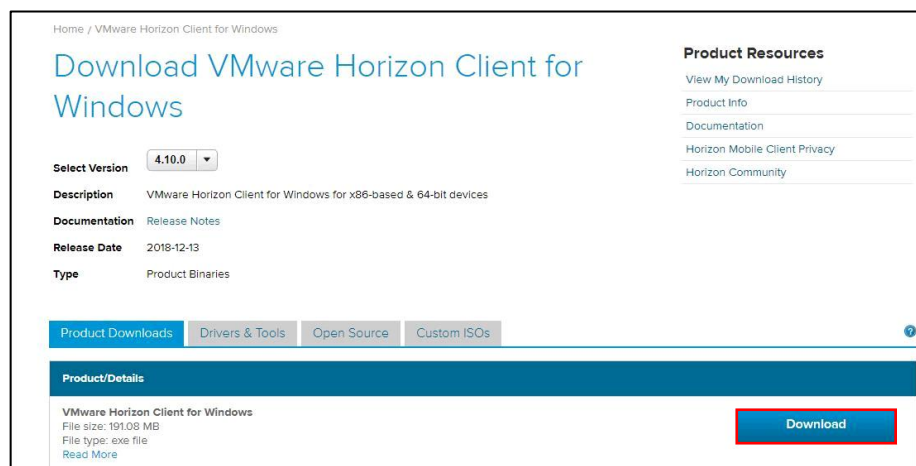 Home / VMware Horizon Client for Windows
Download VMware Horizon Client for
Windows
Select Version 4.10.0
Description VMware Horizon Client for Windows for x86-based & 64-bit devices
Documentation Release Notes
Release Date 2018-12-13
Type Product Binaries
Product Resources
View My Download History
Product Info
Documentation
Horizon Mobile Client Privacy
Horizon Community
Product Downloads Drivers & Tools Open Source Custom ISOs
?
Product/Details
VMware Horizon Client for Windows
File size: 191.08 MB
File type: exe file
Read More
Download